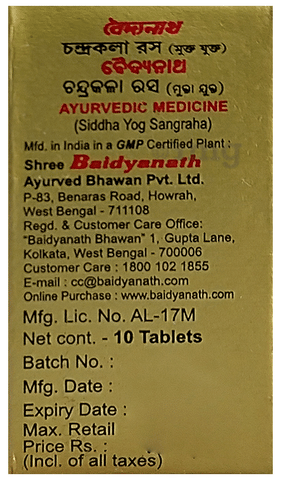 বৈদ্যনাথ
চন্দ্রকলা রস (মুক্তা যুক্ত)
ବୈଦ୍ୟନାଥ
ଚନ୍ଦ୍ରକଳା ରସ (ମୁକ୍ତା ଯୁକ୍ତ)
AYURVEDIC MEDICINE
(Siddha Yog Sangraha)
Mfd. in India in a GMP Certified Plant :
Shree Baidyanath
Ayurved Bhawan Pvt. Ltd.
P-83, Benaras Road, Howrah,
West Bengal - 711108
Regd. & Customer Care Office:
"Baidyanath Bhawan" 1, Gupta Lane,
Kolkata, West Bengal - 700006
Customer Care : 1800 102 1855
E-mail : cc@baidyanath.com
Online Purchase : www.baidyanath.com
Mfg. Lic. No. AL-17M
Net cont. - 10 Tablets
Batch No. :
Mfg. Date :
Expiry Date :
Max. Retail
Price Rs. :
(Incl. of all taxes)